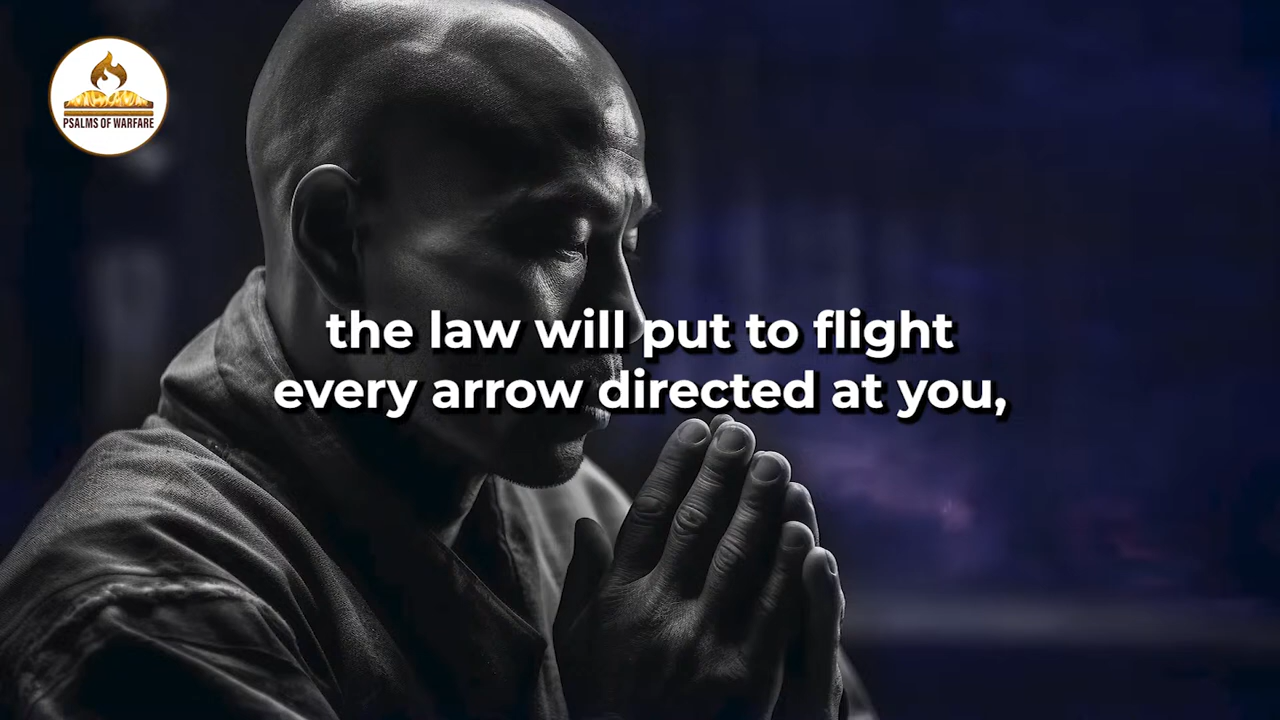 PSALMS OF WARFARE
the law will put to flight
every arrow directed at you,